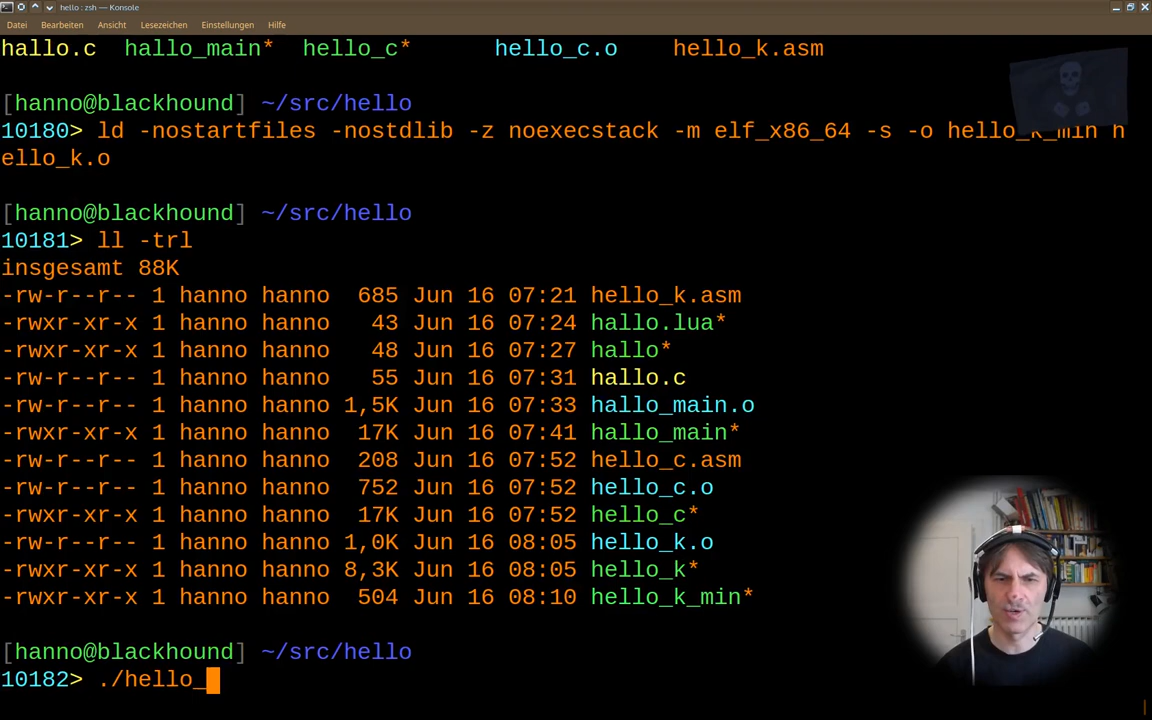 hello : zsh — Konsole
Datei Bearbeiten Ansicht Lesezeichen Einstellungen Hilfe
hallo.c hallo_main* hello_c* hello_c.o hello_k.asm
[hanno@blackhound] ~/src/hello
10180> ld -nostartfiles -nostdlib -z noexecstack -m elf_x86_64 -s -o hello_k_min h
ello_k.o
[hanno@blackhound] ~/src/hello
10181> ll -trl
insgesamt 88K
-rw-r--r-- 1 hanno hanno 685 Jun 16 07:21 hello_k.asm
-rwxr-xr-x 1 hanno hanno 43 Jun 16 07:24 hallo.lua*
-rwxr-xr-x 1 hanno hanno 48 Jun 16 07:27 hallo*
-rw-r--r-- 1 hanno hanno 55 Jun 16 07:31 hallo.c
-rw-r--r-- 1 hanno hanno 1,5K Jun 16 07:33 hallo_main.o
-rwxr-xr-x 1 hanno hanno 17K Jun 16 07:41 hallo_main*
-rw-r--r-- 1 hanno hanno 208 Jun 16 07:52 hello_c.asm
-rw-r--r-- 1 hanno hanno 752 Jun 16 07:52 hello_c.o
-rwxr-xr-x 1 hanno hanno 17K Jun 16 07:52 hello_c*
-rw-r--r-- 1 hanno hanno 1,0K Jun 16 08:05 hello_k.o
-rwxr-xr-x 1 hanno hanno 8,3K Jun 16 08:05 hello_k*
-rwxr-xr-x 1 hanno hanno 504 Jun 16 08:10 hello_k_min*
[hanno@blackhound] ~/src/hello
10182> ./hello_